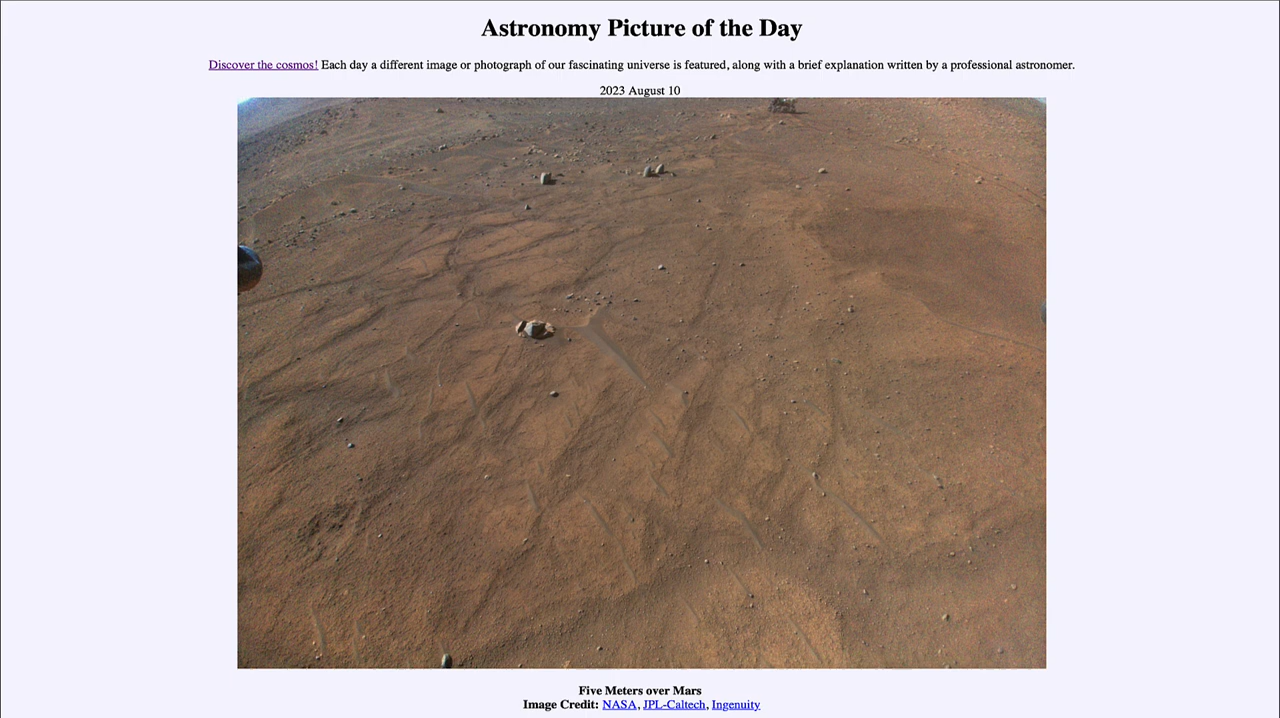 Astronomy Picture of the Day
Discover the cosmos! Each day a different image or photograph of our fascinating universe is featured, along with a brief explanation written by a professional astronomer.
2023 August 10
Five Meters over Mars
Image Credit: NASA, JPL-Caltech, Ingenuity